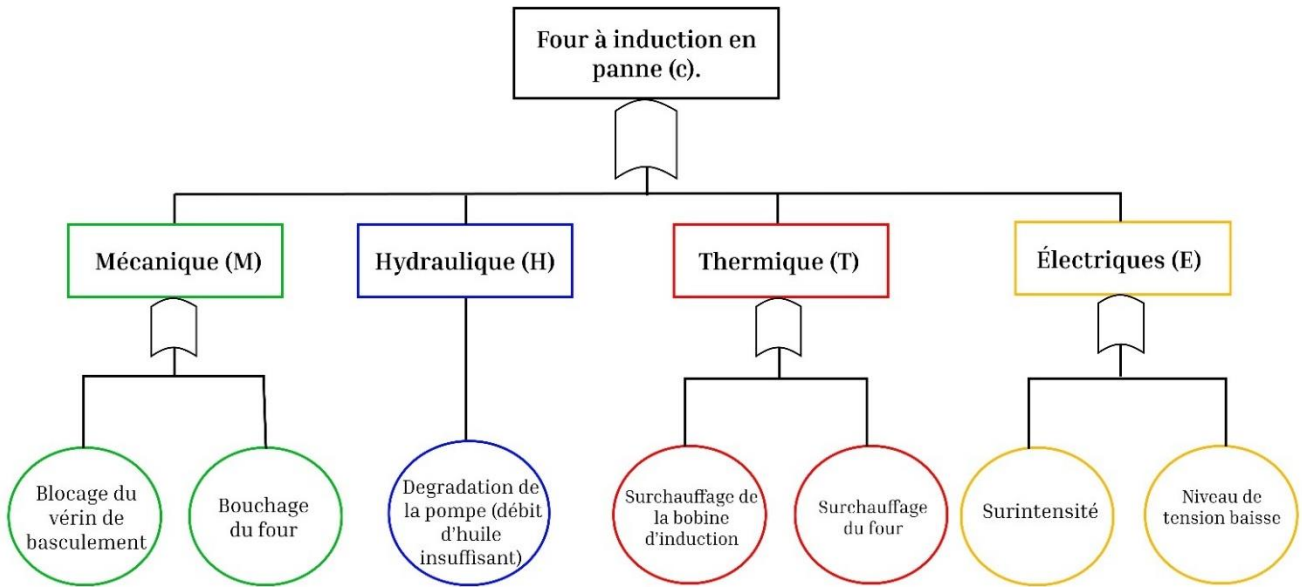 Four à induction en
panne (c).
Mécanique (M)
Hydraulique (H)
Thermique (T)
Électriques (E)
Blocage du
vérin de
basculement
Bouchage
du four
Degradation de
la pompe (débit
d'huile
insuffisant)
Surchauffage de
la bobine
d'induction
Surchauffage
du four
Surintensité
Niveau de
tension baisse